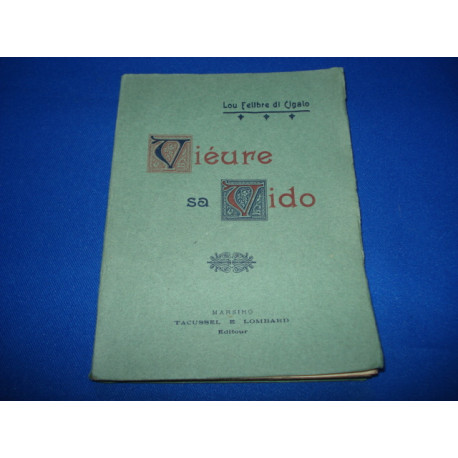 Lou Felibre di Cigalo
Viéure
sa Vido
MARSIHO
TACUSSEL E LOMBARD
Editour